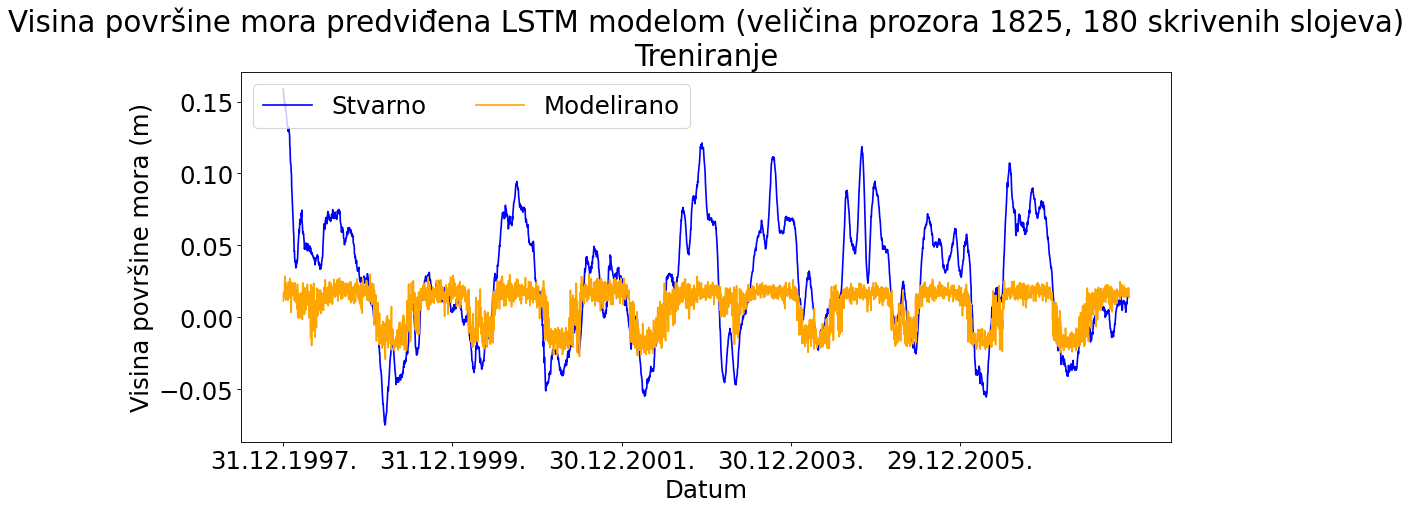 Visina površine mora predviđena LSTM modelom (veličina prozora 1825, 180 skrivenih slojeva)
Treniranje
Stvarno Modelirano
Visina površine mora (m)
0.15
0.10
0.05
0.00
−0.05
31.12.1997. 31.12.1999. 30.12.2001. 30.12.2003. 29.12.2005.
Datum